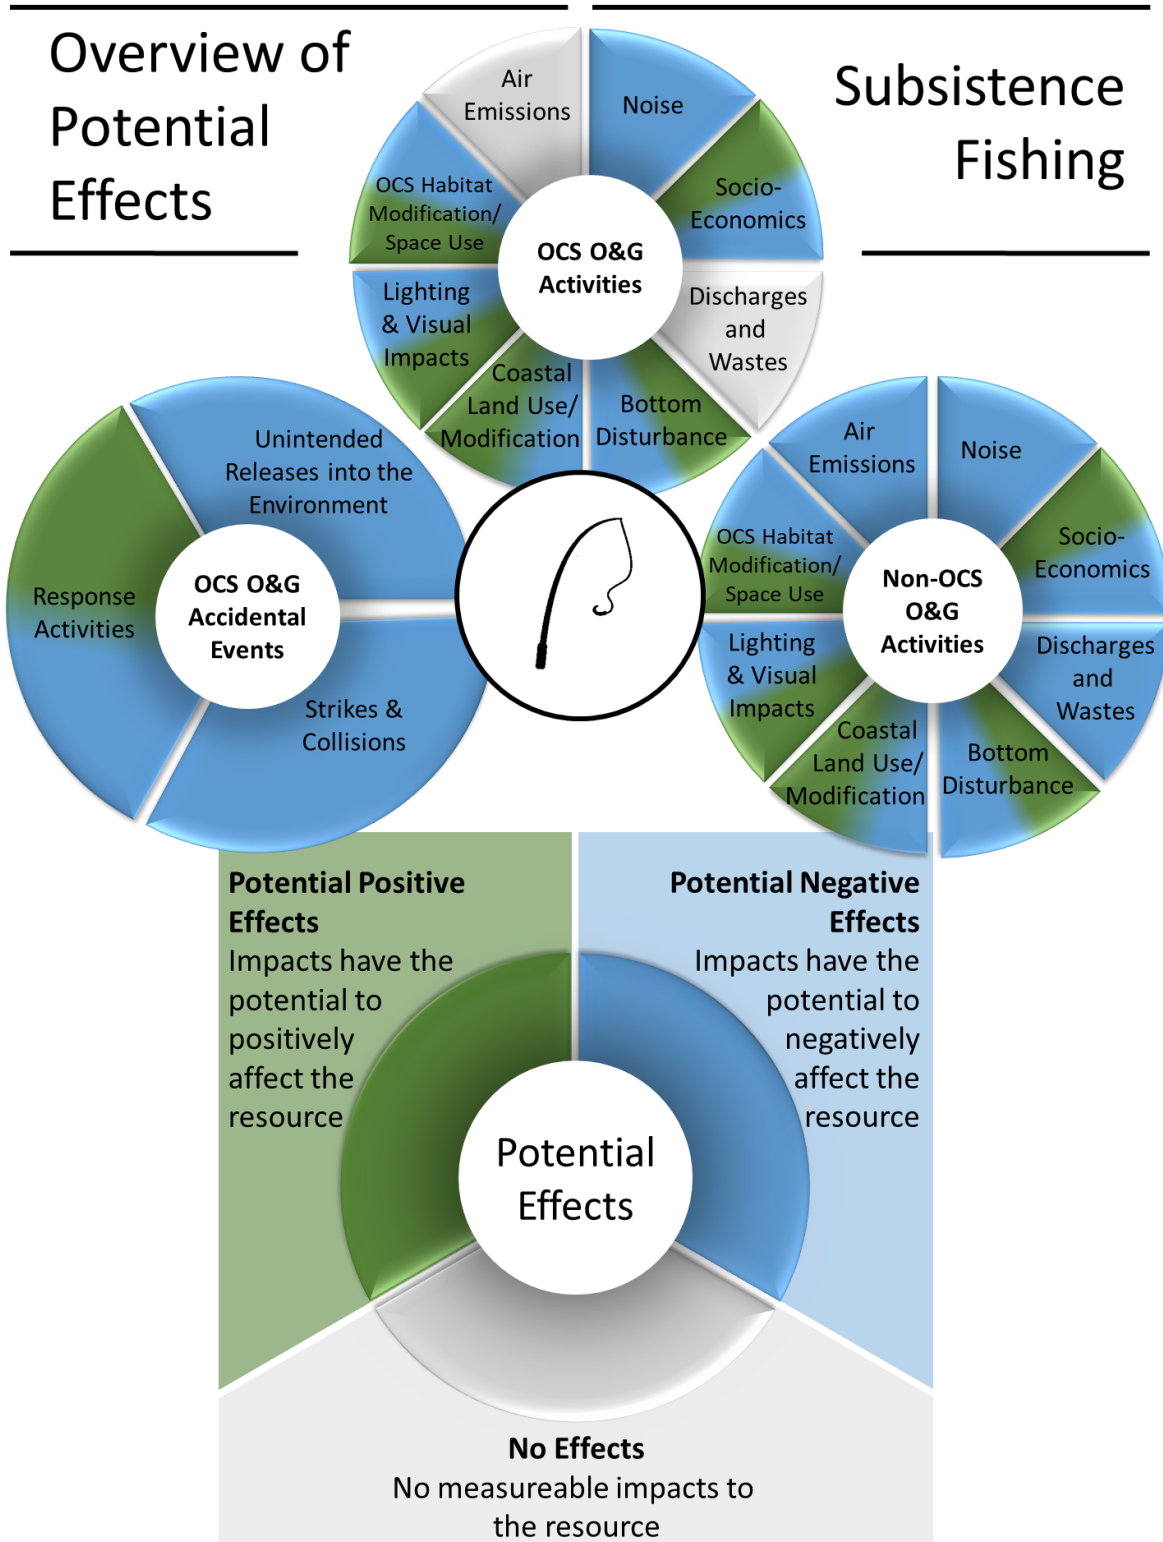 Overview of
Potential
Effects
Subsistence
Fishing
Air
Emissions
Noise
Socio-
Economics
Discharges
and
Wastes
Bottom
Disturbance
Coastal
Land Use/
Modification
Lighting
& Visual
Impacts
OCS Habitat
Modification/
Space Use
OCS O&G
Activities
Unintended
Releases into the
Environment
Strikes &
Collisions
Response
Activities
OCS O&G
Accidental
Events
Air
Emissions
Noise
Socio-
Economics
Discharges
and
Wastes
Bottom
Disturbance
Coastal
Land Use/
Modification
Lighting
& Visual
Impacts
OCS Habitat
Modification/
Space Use
Non-OCS
O&G
Activities
Potential Positive
Effects
Impacts have the
potential to
positively
affect the
resource
Potential Negative
Effects
Impacts have the
potential to
negatively
affect the
resource
Potential
Effects
No Effects
No measureable impacts to
the resource